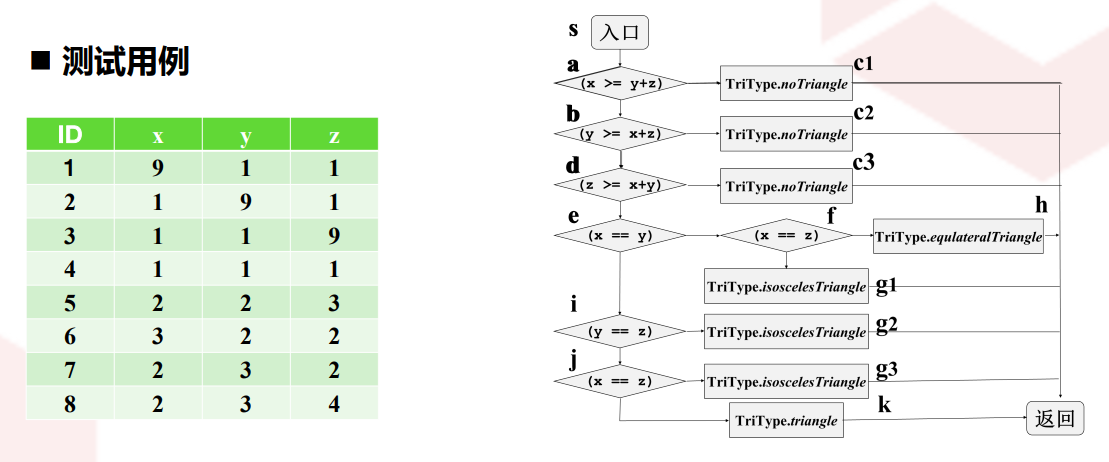 ■ 测试用例
ID x y z
1 9 1 1
2 1 9 1
3 1 1 9
4 1 1 1
5 2 2 3
6 3 2 2
7 2 3 2
8 2 3 4
s 入口
a (x >= y+z) TriType.noTriangle c1
b (y >= x+z) TriType.noTriangle c2
d (z >= x+y) TriType.noTriangle c3
e (x == y) f (x == z) h TriType.equlateralTriangle
TriType.isoscelesTriangle g1
i (y == z) TriType.isoscelesTriangle g2
j (x == z) TriType.isoscelesTriangle g3
TriType.triangle k 返回